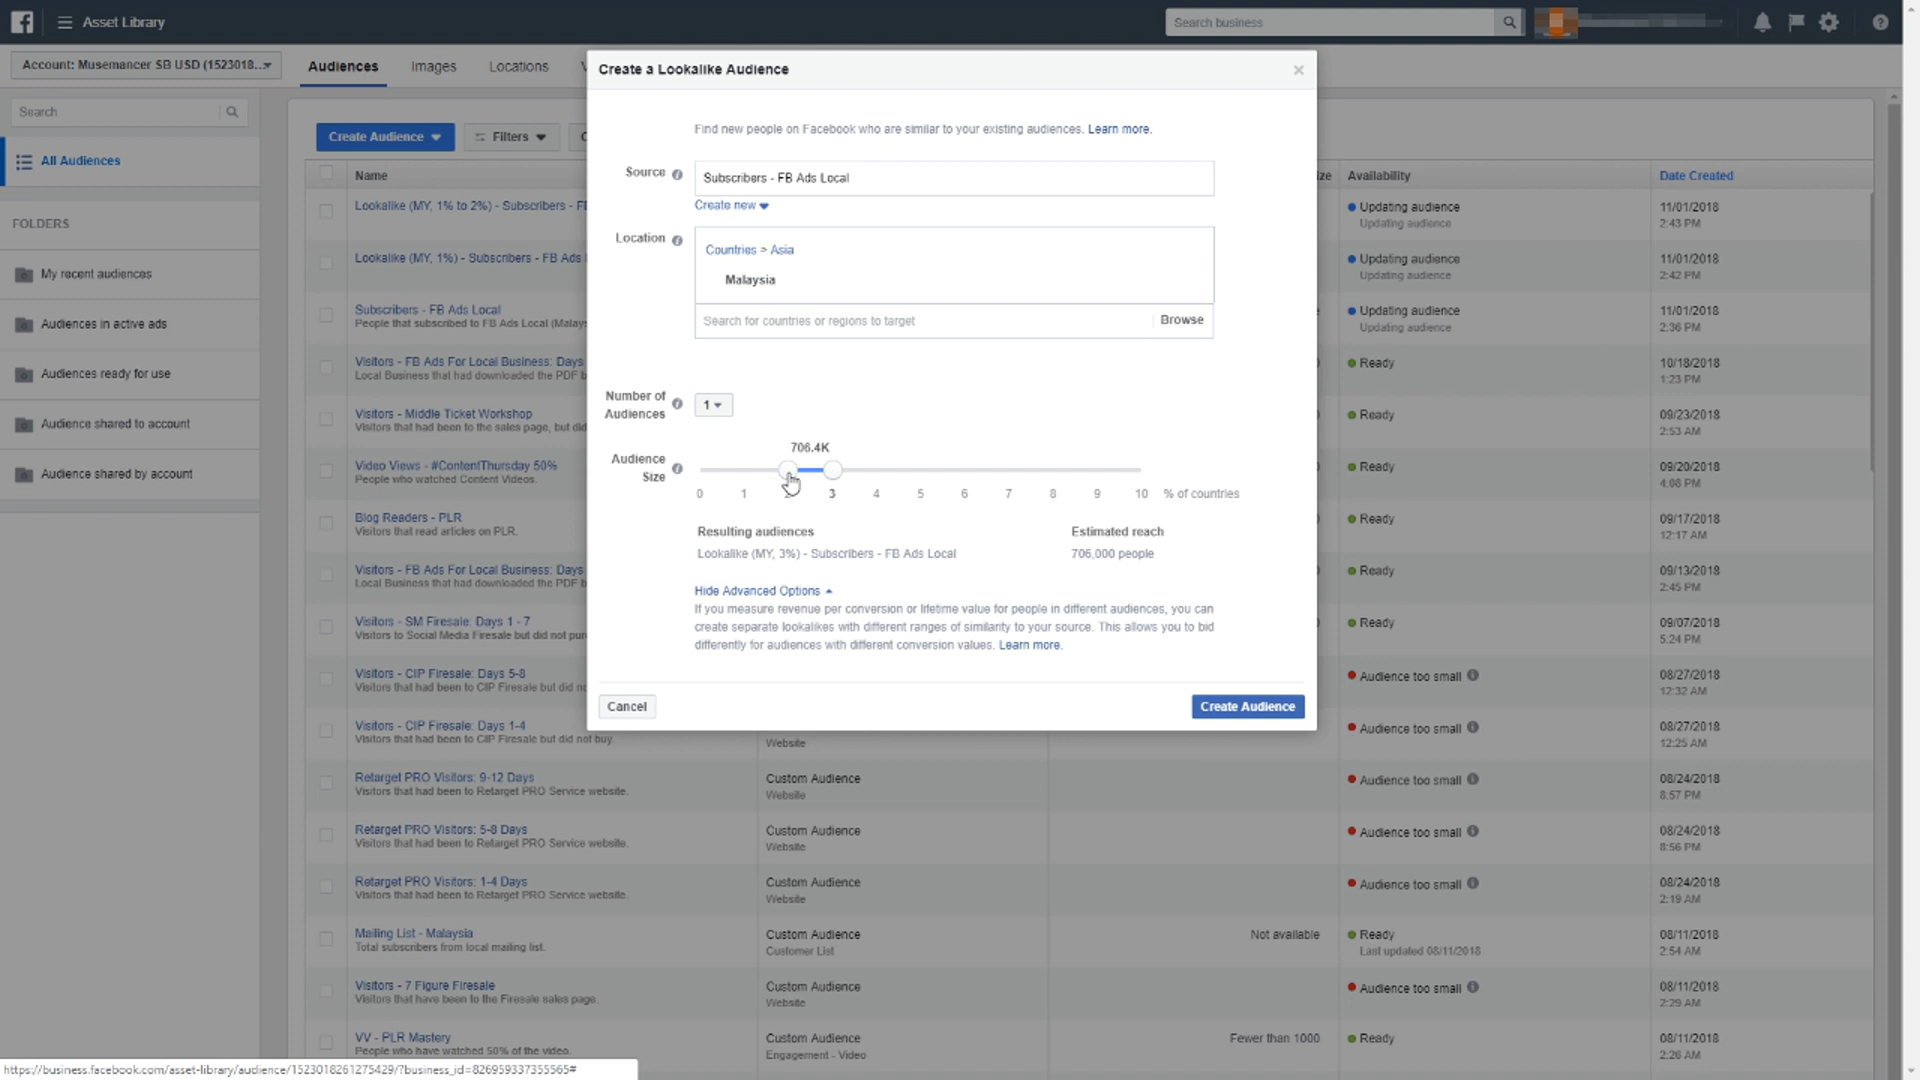 Asset Library
Search business
Account: Musemancer SB USD (1523018...
Audiences
Images
Locations
Search
All Audiences
FOLDERS
My recent audiences
Audiences in active ads
Audiences ready for use
Audience shared to account
Audience shared by account
Create Audience
Filters
Name
Availability
Date Created
Lookalike (MY, 1% to 2%) - Subscribers - F
Updating audience
Updating audience
11/01/2018
2:43 PM
Lookalike (MY, 1%) - Subscribers - FB Ads
Updating audience
Updating audience
11/01/2018
2:42 PM
Subscribers - FB Ads Local
People that subscribed to FB Ads Local (Malays
Updating audience
Updating audience
11/01/2018
2:36 PM
Visitors - FB Ads For Local Business: Days
Local Business that had downloaded the PDF b
Ready
10/18/2018
1:23 PM
Visitors - Middle Ticket Workshop
Visitors that had been to the sales page, but did
Ready
09/23/2018
2:53 AM
Video Views - #ContentThursday 50%
People who watched Content Videos.
Ready
09/20/2018
4:08 PM
Blog Readers - PLR
Visitors that read articles on PLR.
Ready
09/17/2018
12:17 AM
Visitors - FB Ads For Local Business: Days
Local Business that had downloaded the PDF b
Ready
09/13/2018
2:45 PM
Visitors - SM Firesale: Days 1 - 7
Visitors to Social Media Firesale but did not pur
Ready
09/07/2018
5:24 PM
Visitors - CIP Firesale: Days 5-8
Visitors that had been to CIP Firesale but did no
Audience too small
08/27/2018
12:32 AM
Visitors - CIP Firesale: Days 1-4
Visitors that had been to CIP Firesale but did not buy.
Website
Audience too small
08/27/2018
12:25 AM
Retarget PRO Visitors: 9-12 Days
Visitors that had been to Retarget PRO Service website.
Custom Audience
Website
Audience too small
08/24/2018
8:57 PM
Retarget PRO Visitors: 5-8 Days
Visitors that had been to Retarget PRO Service website.
Custom Audience
Website
Audience too small
08/24/2018
8:56 PM
Retarget PRO Visitors: 1-4 Days
Visitors that had been to Retarget PRO Service website.
Custom Audience
Website
Audience too small
08/24/2018
2:19 AM
Mailing List - Malaysia
Total subscribers from local mailing list.
Custom Audience
Customer List
Not available
Ready
Last updated 08/11/2018
08/11/2018
2:54 AM
Visitors - 7 Figure Firesale
Visitors that have been to the Firesale sales page.
Custom Audience
Website
Audience too small
08/11/2018
2:29 AM
VV - PLR Mastery
People who have watched 50% of the video.
Custom Audience
Engagement - Video
Fewer than 1000
Ready
08/11/2018
2:26 AM
Create a Lookalike Audience
Find new people on Facebook who are similar to your existing audiences. Learn more.
Source
Subscribers - FB Ads Local
Create new
Location
Countries > Asia
Malaysia
Search for countries or regions to target
Browse
Number of
Audiences
1
706.4K
Audience
Size
0 1 2 3 4 5 6 7 8 9 10 % of countries
Resulting audiences
Estimated reach
Lookalike (MY, 3%) - Subscribers - FB Ads Local
706,000 people
Hide Advanced Options
If you measure revenue per conversion or lifetime value for people in different audiences, you can
create separate lookalikes with different ranges of similarity to your source. This allows you to bid
differently for audiences with different conversion values. Learn more.
Cancel
Create Audience
https://business.facebook.com/asset-library/audience/1523018261275429/?business_id=826959337355565#